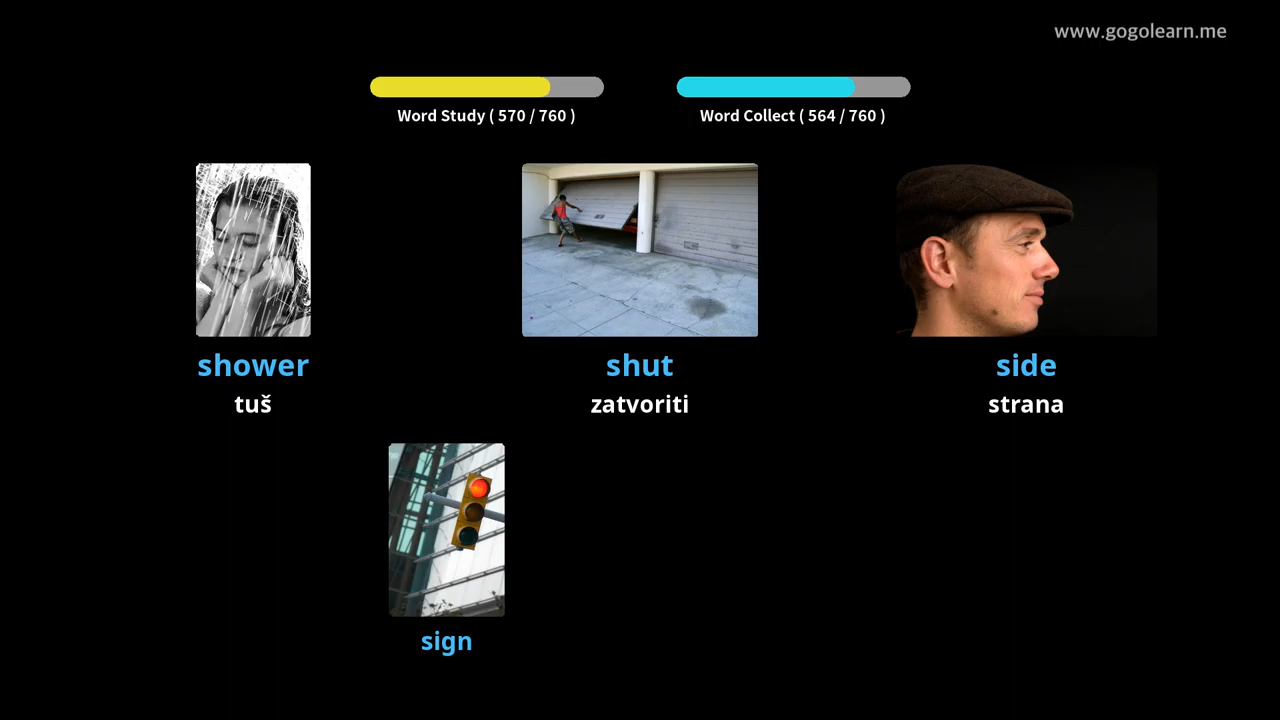 www.gogolearn.me
Word Study ( 570 / 760 )
Word Collect ( 564 / 760 )
shower
shut
side
tuš
zatvoriti
strana
sign